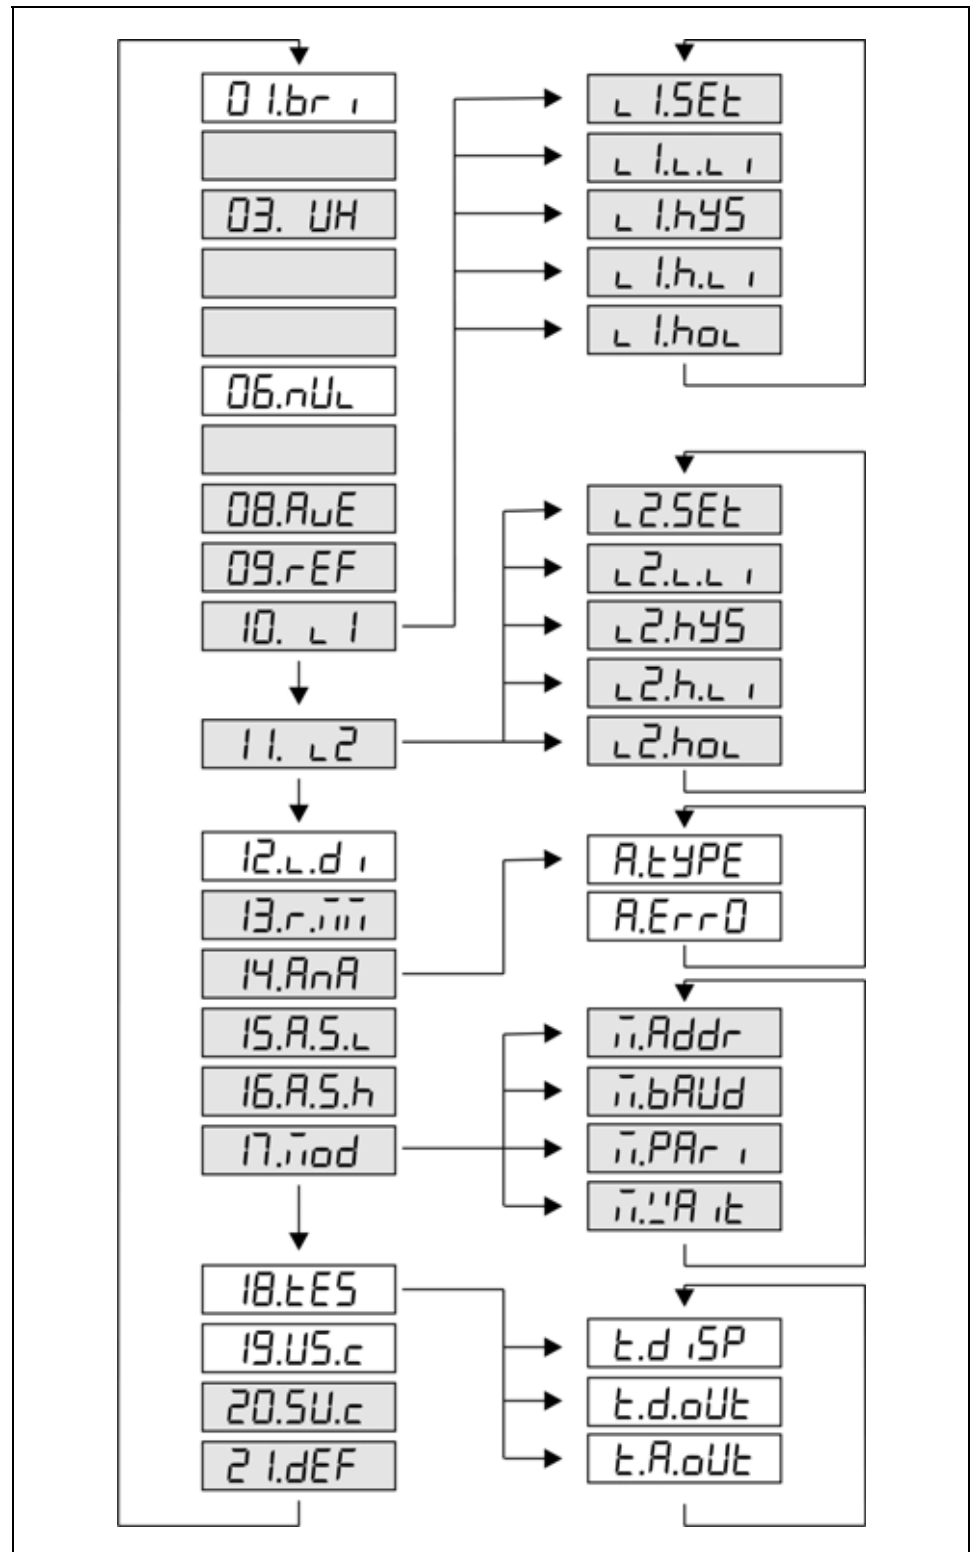 01.bri
03. UH
06.nUL
08.AuE
09.rEF
10. L1
11. L2
12.L.di
13.r.mm
14.AnA
15.A.S.L
16.A.S.h
17.mod
18.tES
19.US.c
20.SU.c
21.dEF
L1.SEt
L1.L.Li
L1.hYS
L1.h.Li
L1.hoL
L2.SEt
L2.L.Li
L2.hYS
L2.h.Li
L2.hoL
A.tYPE
A.Err0
m.Addr
m.bAUd
m.PAri
m.wAit
t.diSP
t.d.oUt
t.A.oUt